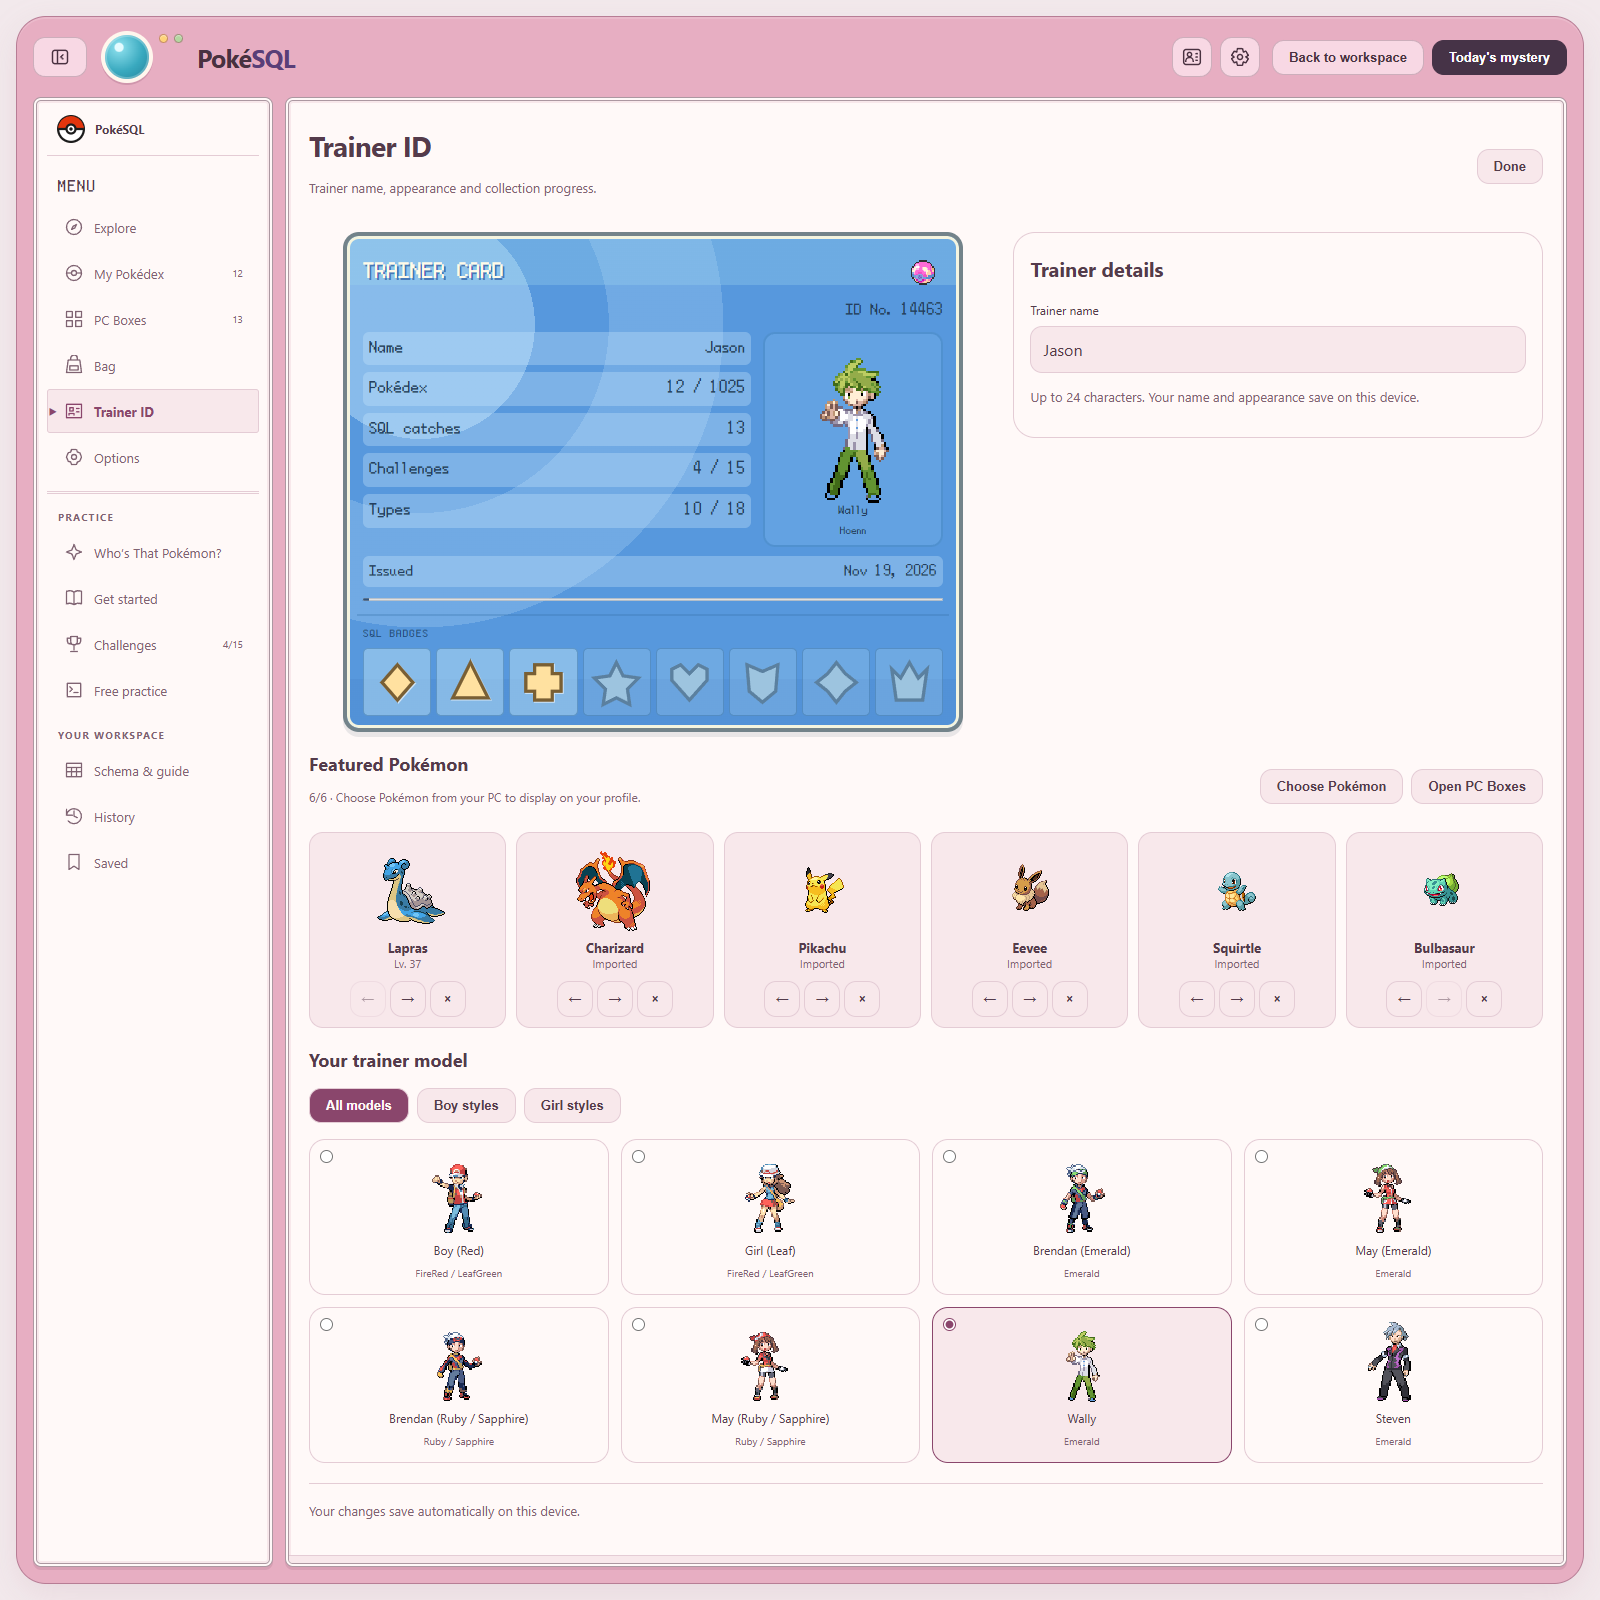 PokéSQL
Back to workspace
Today's mystery
PokéSQL
MENU
Explore
My Pokédex 12
PC Boxes 13
Bag
Trainer ID
Options
PRACTICE
Who's That Pokémon?
Get started
Challenges 4/15
Free practice
YOUR WORKSPACE
Schema & guide
History
Saved
Trainer ID
Trainer name, appearance and collection progress.
Done
TRAINER CARD
ID No. 14463
Name Jason
Pokédex 12 / 1025
SQL catches 13
Challenges 4 / 15
Types 10 / 18
Wally
Hoenn
Issued Nov 19, 2026
SQL BADGES
Trainer details
Trainer name
Jason
Up to 24 characters. Your name and appearance save on this device.
Featured Pokémon
6/6 · Choose Pokémon from your PC to display on your profile.
Choose Pokémon
Open PC Boxes
Lapras
Lv. 37
← → ×
Charizard
Imported
← → ×
Pikachu
Imported
← → ×
Eevee
Imported
← → ×
Squirtle
Imported
← → ×
Bulbasaur
Imported
← → ×
Your trainer model
All models
Boy styles
Girl styles
Boy (Red)
FireRed / LeafGreen
Girl (Leaf)
FireRed / LeafGreen
Brendan (Emerald)
Emerald
May (Emerald)
Emerald
Brendan (Ruby / Sapphire)
Ruby / Sapphire
May (Ruby / Sapphire)
Ruby / Sapphire
Wally
Emerald
Steven
Emerald
Your changes save automatically on this device.